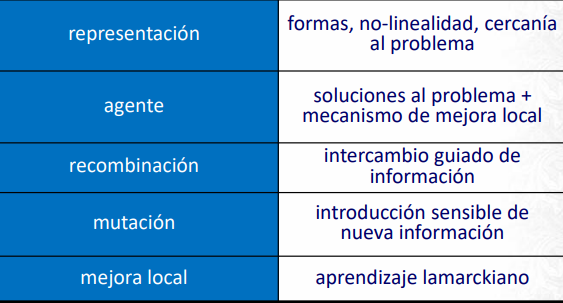 representación
formas, no-linealidad, cercanía
al problema
agente
soluciones al problema +
mecanismo de mejora local
recombinación
intercambio guiado de
información
mutación
introducción sensible de
nueva información
mejora local
aprendizaje lamarckiano